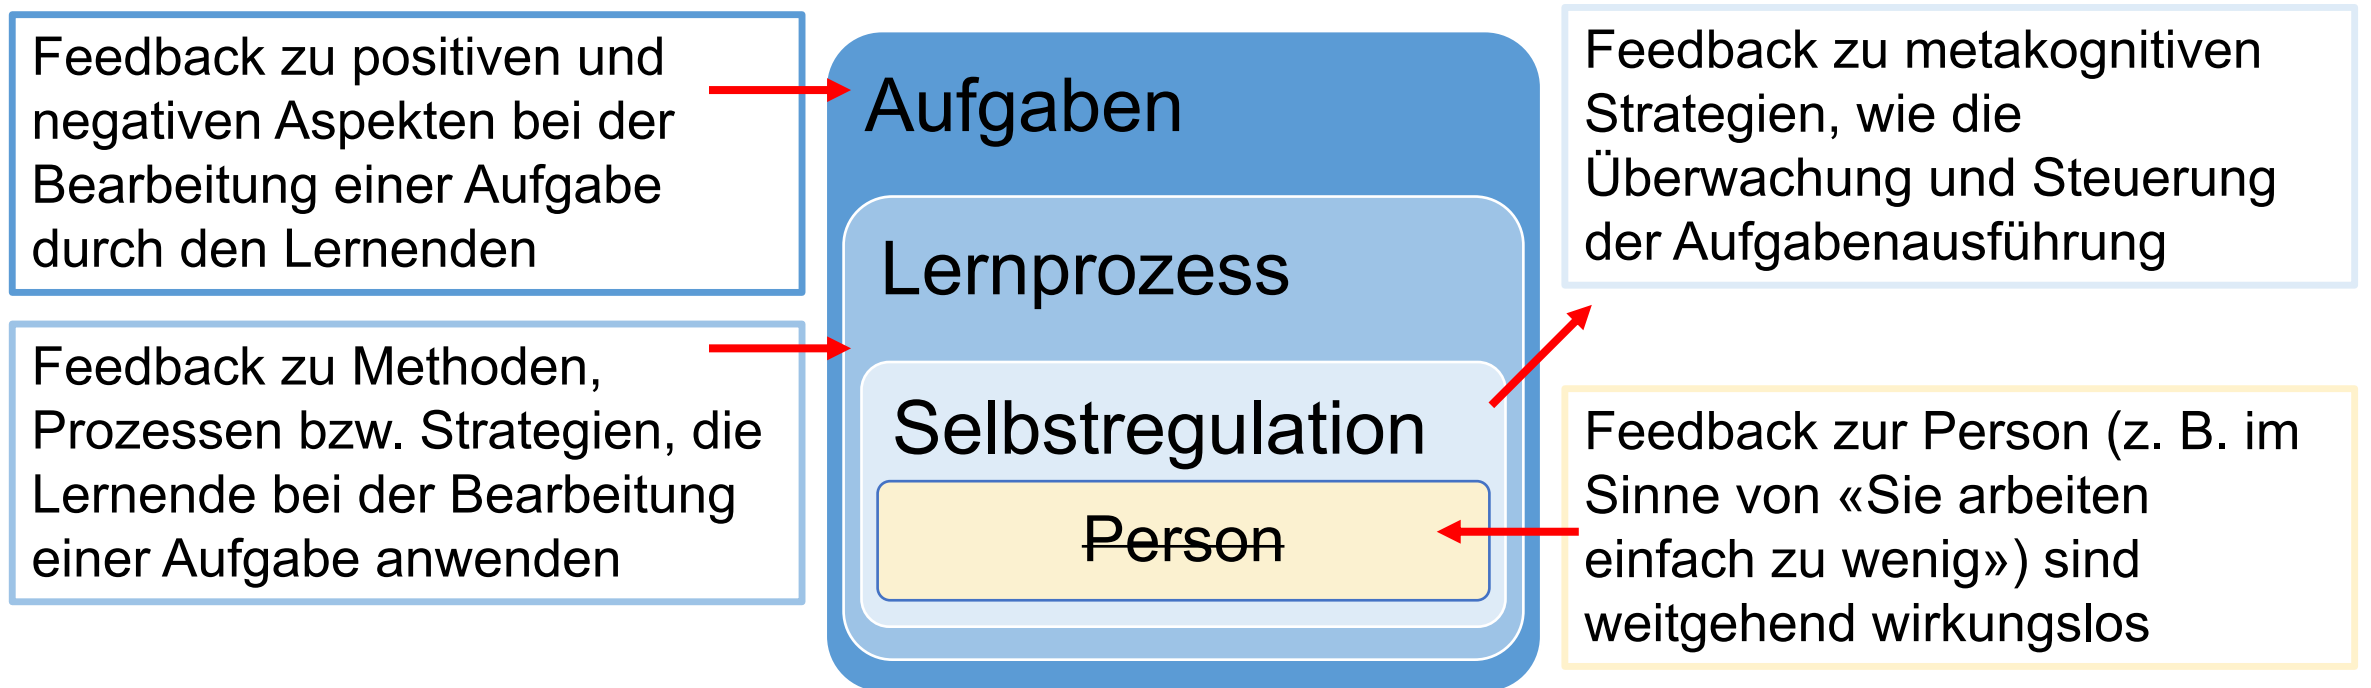 Feedback zu positiven und
negativen Aspekten bei der
Bearbeitung einer Aufgabe
durch den Lernenden
Feedback zu Methoden,
Prozessen bzw. Strategien, die
Lernende bei der Bearbeitung
einer Aufgabe anwenden
Aufgaben
Lernprozess
Selbstregulation
Person
Feedback zu metakognitiven
Strategien, wie die
Überwachung und Steuerung
der Aufgabenausführung
Feedback zur Person (z. B. im
Sinne von «Sie arbeiten
einfach zu wenig») sind
weitgehend wirkungslos